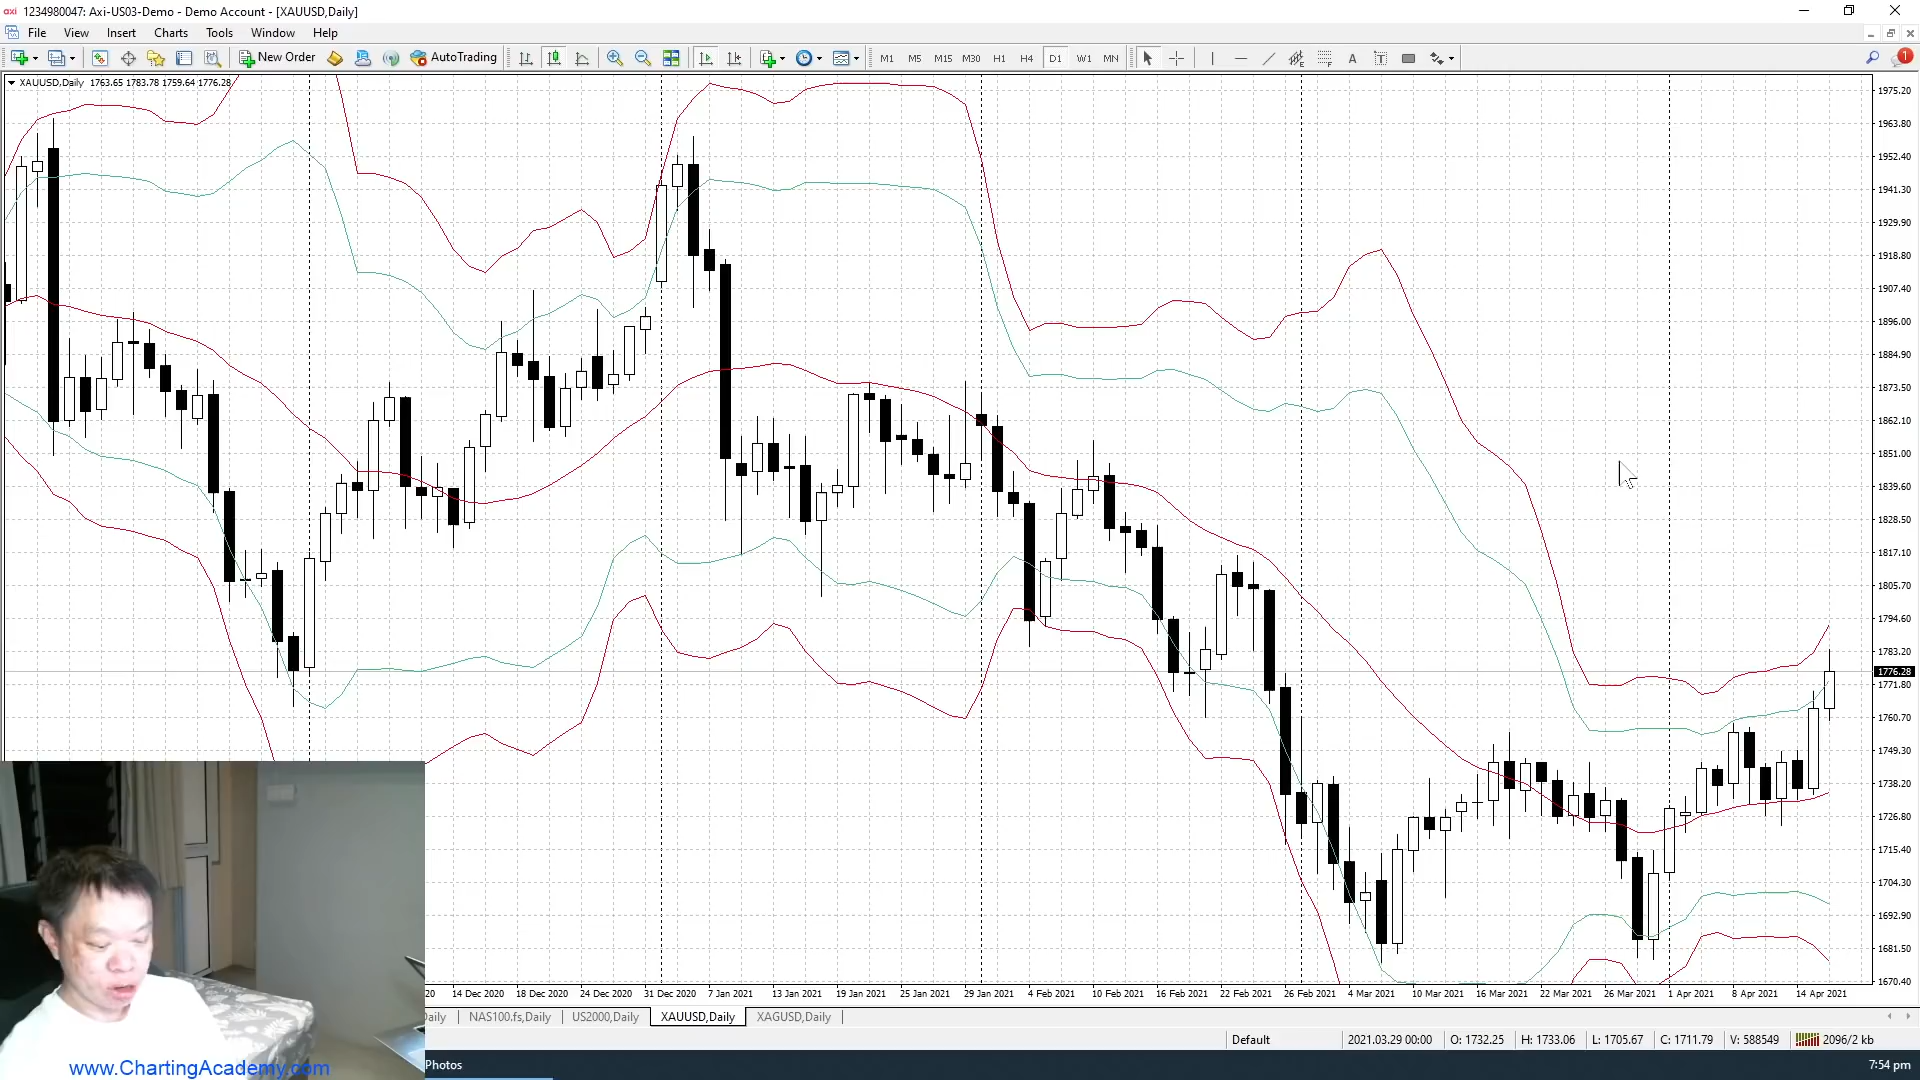 axi 1234980047: Axi-US03-Demo - Demo Account - [XAUUSD,Daily]
File View Insert Charts Tools Window Help
New Order AutoTrading M1 M5 M15 M30 H1 H4 D1 W1 MN A T 1
XAUUSD,Daily 1763.65 1783.78 1759.64 1776.28
1975.20
1963.80
1952.40
1941.30
1929.90
1918.80
1907.40
1896.00
1884.90
1873.50
1862.10
1851.00
1839.60
1828.50
1817.10
1805.70
1794.60
1783.20
1776.28
1771.80
1760.70
1749.30
1738.20
1726.80
1715.40
1704.30
1692.90
1681.50
1670.40
20 14 Dec 2020 18 Dec 2020 24 Dec 2020 31 Dec 2020 7 Jan 2021 13 Jan 2021 19 Jan 2021 25 Jan 2021 29 Jan 2021 4 Feb 2021 10 Feb 2021 16 Feb 2021 22 Feb 2021 26 Feb 2021 4 Mar 2021 10 Mar 2021 16 Mar 2021 22 Mar 2021 26 Mar 2021 1 Apr 2021 8 Apr 2021 14 Apr 2021
Daily NAS100.fs,Daily US2000,Daily XAUUSD,Daily XAGUSD,Daily
Default 2021.03.29 00:00 O: 1732.25 H: 1733.06 L: 1705.67 C: 1711.79 V: 588549 2096/2 kb
www.ChartingAcademy.com
Photos
7:54 pm